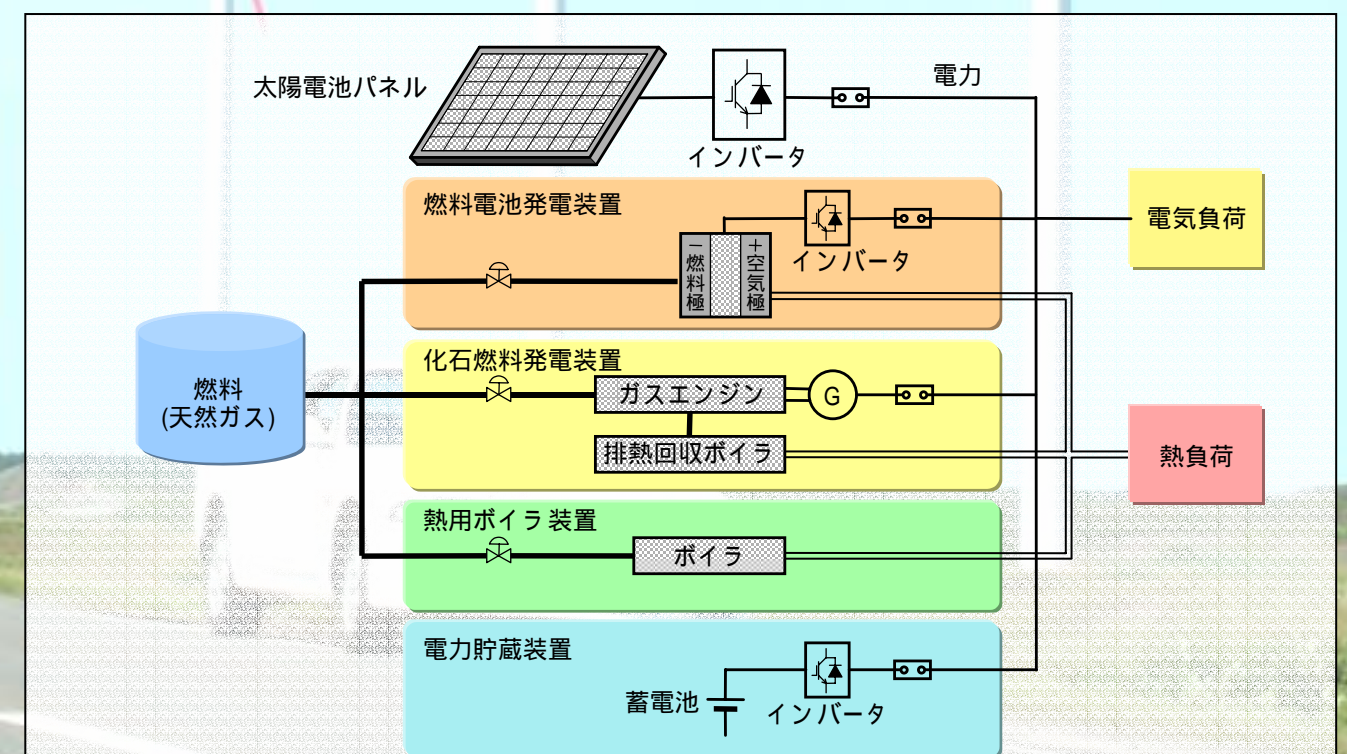 太陽電池パネル
インバータ
電力
燃料電池発電装置
インバータ
－燃料極
＋空気極
電気負荷
燃料
(天然ガス)
化石燃料発電装置
ガスエンジン
G
排熱回収ボイラ
熱負荷
熱用ボイラ装置
ボイラ
電力貯蔵装置
蓄電池
インバータ